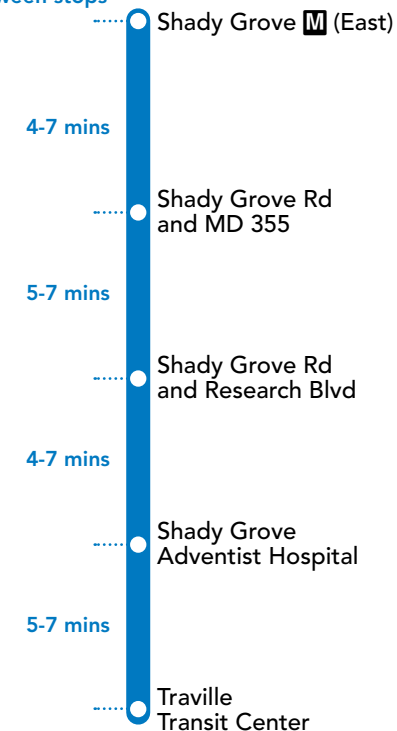 Shady Grove M (East)
4-7 mins
Shady Grove Rd
and MD 355
5-7 mins
Shady Grove Rd
and Research Blvd
4-7 mins
Shady Grove
Adventist Hospital
5-7 mins
Traville
Transit Center